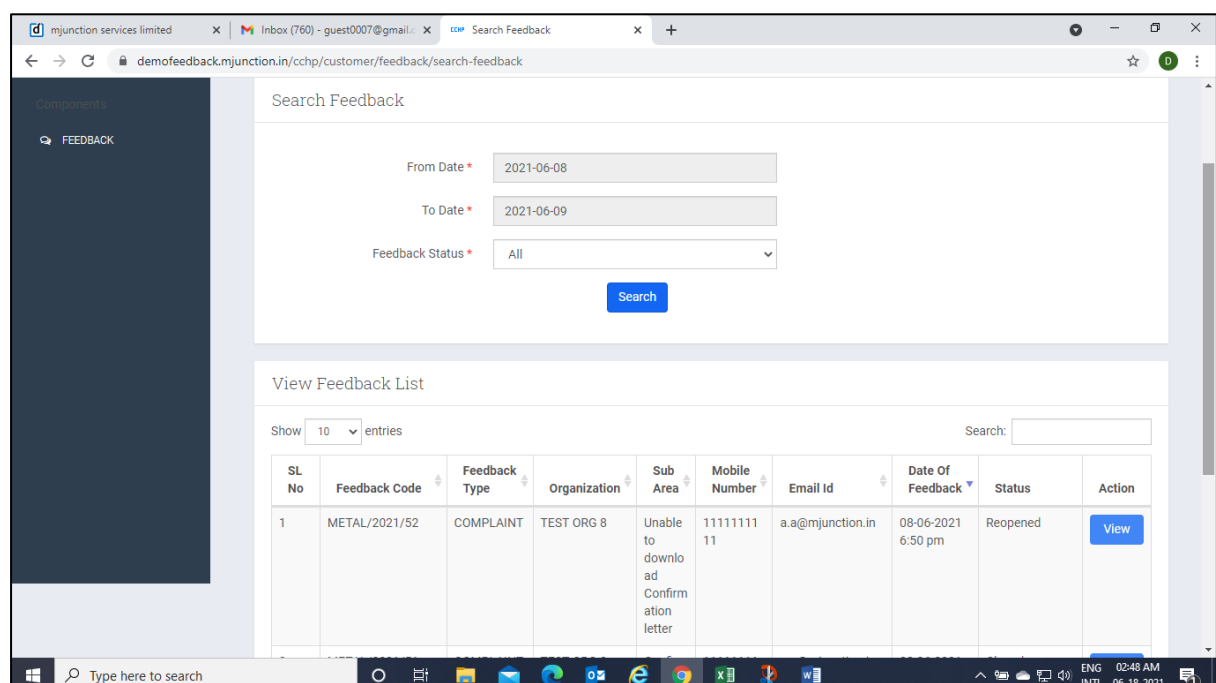 mjunction services limited
Inbox (760) - guest0007@gmail.c
CCHP Search Feedback
demofeedback.mjunction.in/cchp/customer/feedback/search-feedback
D
Components
FEEDBACK
Search Feedback
From Date *
2021-06-08
To Date *
2021-06-09
Feedback Status *
All
Search
View Feedback List
Show 10 entries
Search:
SL No
Feedback Code
Feedback Type
Organization
Sub Area
Mobile Number
Email Id
Date Of Feedback
Status
Action
1
METAL/2021/52
COMPLAINT
TEST ORG 8
Unable
to
downlo
ad
Confirm
ation
letter
11111111
11
a.a@mjunction.in
08-06-2021
6:50 pm
Reopened
View
Type here to search
ENG
INTL
02:48 AM
06-18-2021